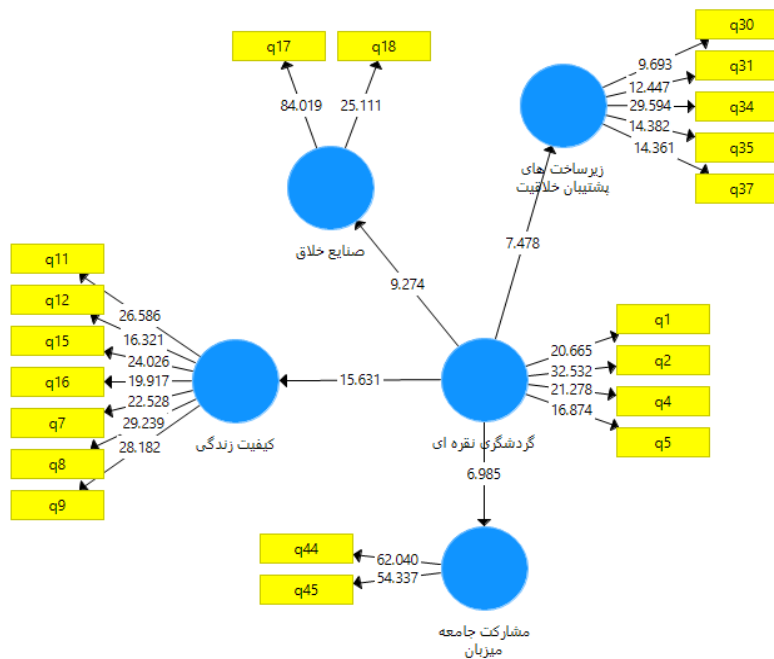 q17
q18
84.019
25.111
صنایع خلاق
q30
q31
q34
q35
q37
9.693
12.447
29.594
14.382
14.361
زیرساخت های
پشتیبان خلاقیت
7.478
9.274
q11
q12
q15
q16
q7
q8
q9
26.586
16.321
24.026
19.917
22.528
29.239
28.182
کیفیت زندگی
15.631
گردشگری نقره ای
q1
q2
q4
q5
20.665
32.532
21.278
16.874
6.985
q44
q45
62.040
54.337
مشارکت جامعه
میزبان